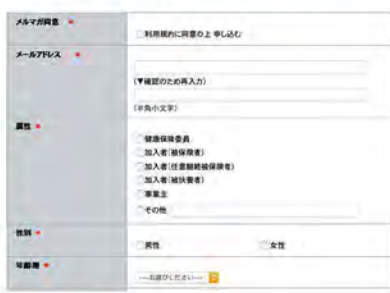 メルマガ同意 *
利用規約に同意の上 申し込む
メールアドレス *
(▼確認のため再入力)
(半角小文字)
属性 *
健康保険委員
加入者(被保険者)
加入者(任意継続被保険者)
加入者(被扶養者)
事業主
その他
性別 *
男性 女性
年齢層 *
---お選びください---